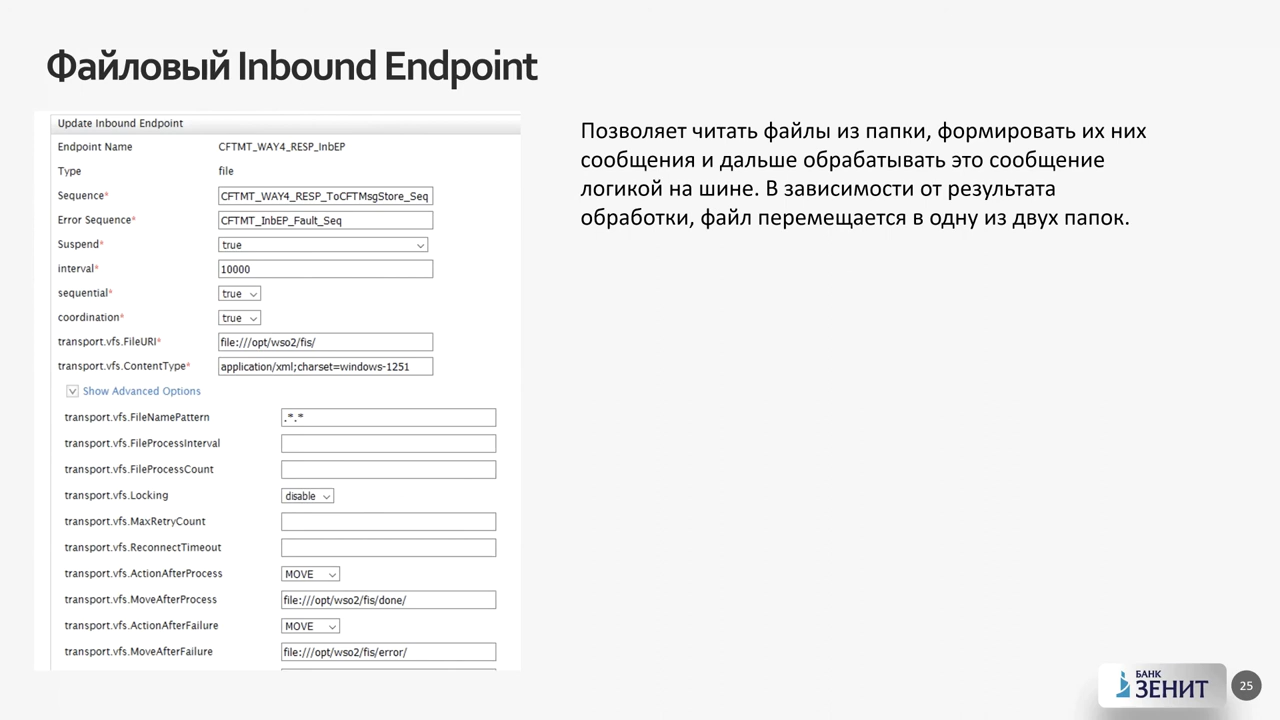 Файловый Inbound Endpoint
Update Inbound Endpoint
Endpoint Name CFTMT_WAY4_RESP_InbEP
Type file
Sequence* CFTMT_WAY4_RESP_ToCFTMsgStore_Seq
Error Sequence* CFTMT_InbEP_Fault_Seq
Suspend* true
interval* 10000
sequential* true
coordination* true
transport.vfs.FileURI* file:///opt/wso2/fis/
transport.vfs.ContentType* application/xml;charset=windows-1251
Show Advanced Options
transport.vfs.FileNamePattern .*.*
transport.vfs.FileProcessInterval
transport.vfs.FileProcessCount
transport.vfs.Locking disable
transport.vfs.MaxRetryCount
transport.vfs.ReconnectTimeout
transport.vfs.ActionAfterProcess MOVE
transport.vfs.MoveAfterProcess file:///opt/wso2/fis/done/
transport.vfs.ActionAfterFailure MOVE
transport.vfs.MoveAfterFailure file:///opt/wso2/fis/error/
Позволяет читать файлы из папки, формировать их них
сообщения и дальше обрабатывать это сообщение
логикой на шине. В зависимости от результата
обработки, файл перемещается в одну из двух папок.
БАНК
ЗЕНИТ
25